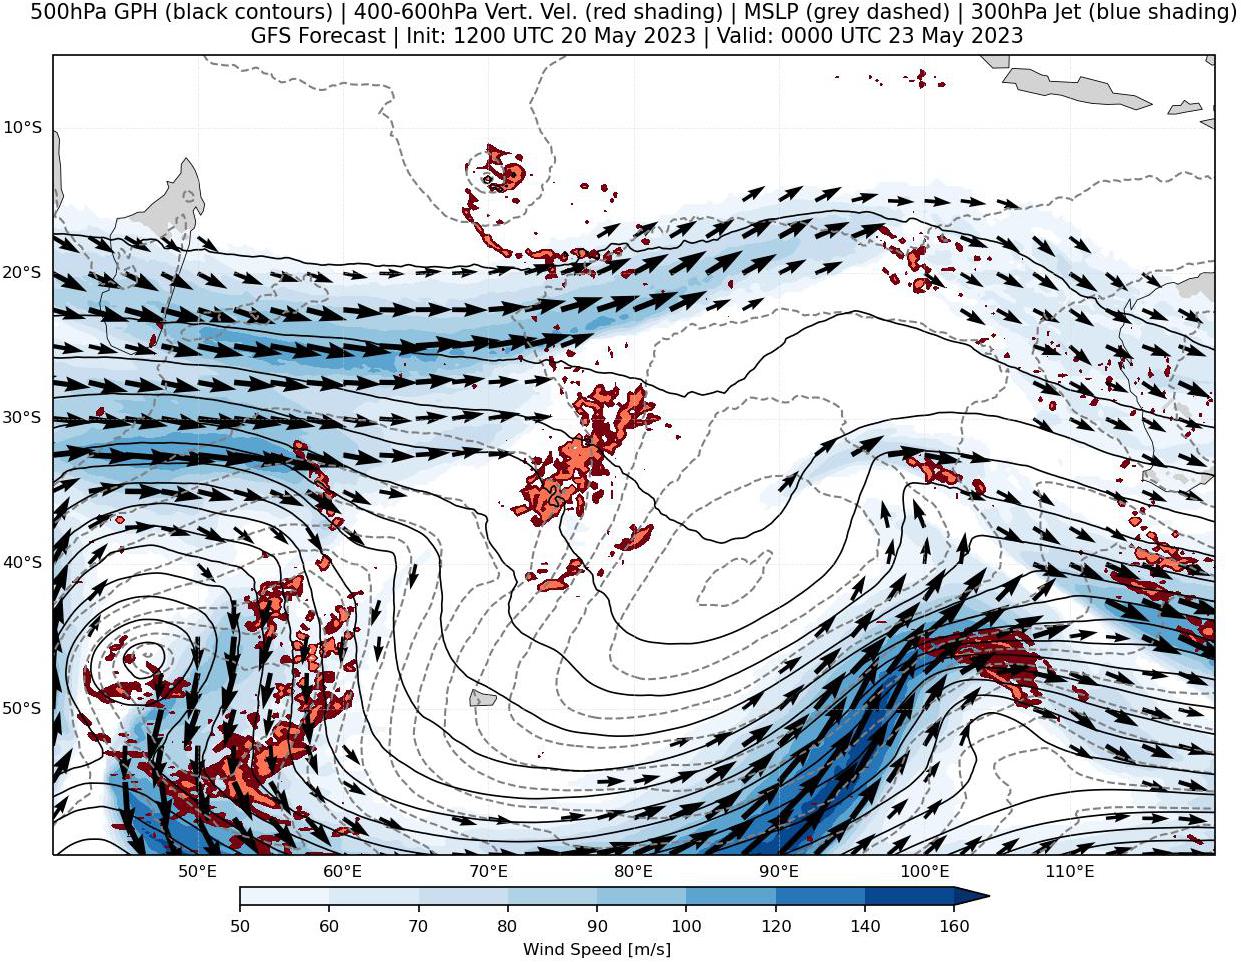 500hPa GPH (black contours) | 400-600hPa Vert. Vel. (red shading) | MSLP (grey dashed) | 300hPa Jet (blue shading)
GFS Forecast | Init: 1200 UTC 20 May 2023 | Valid: 0000 UTC 23 May 2023
10°S
20°S
30°S
40°S
50°S
50°E 60°E 70°E 80°E 90°E 100°E 110°E
50 60 70 80 90 100 120 140 160
Wind Speed [m/s]